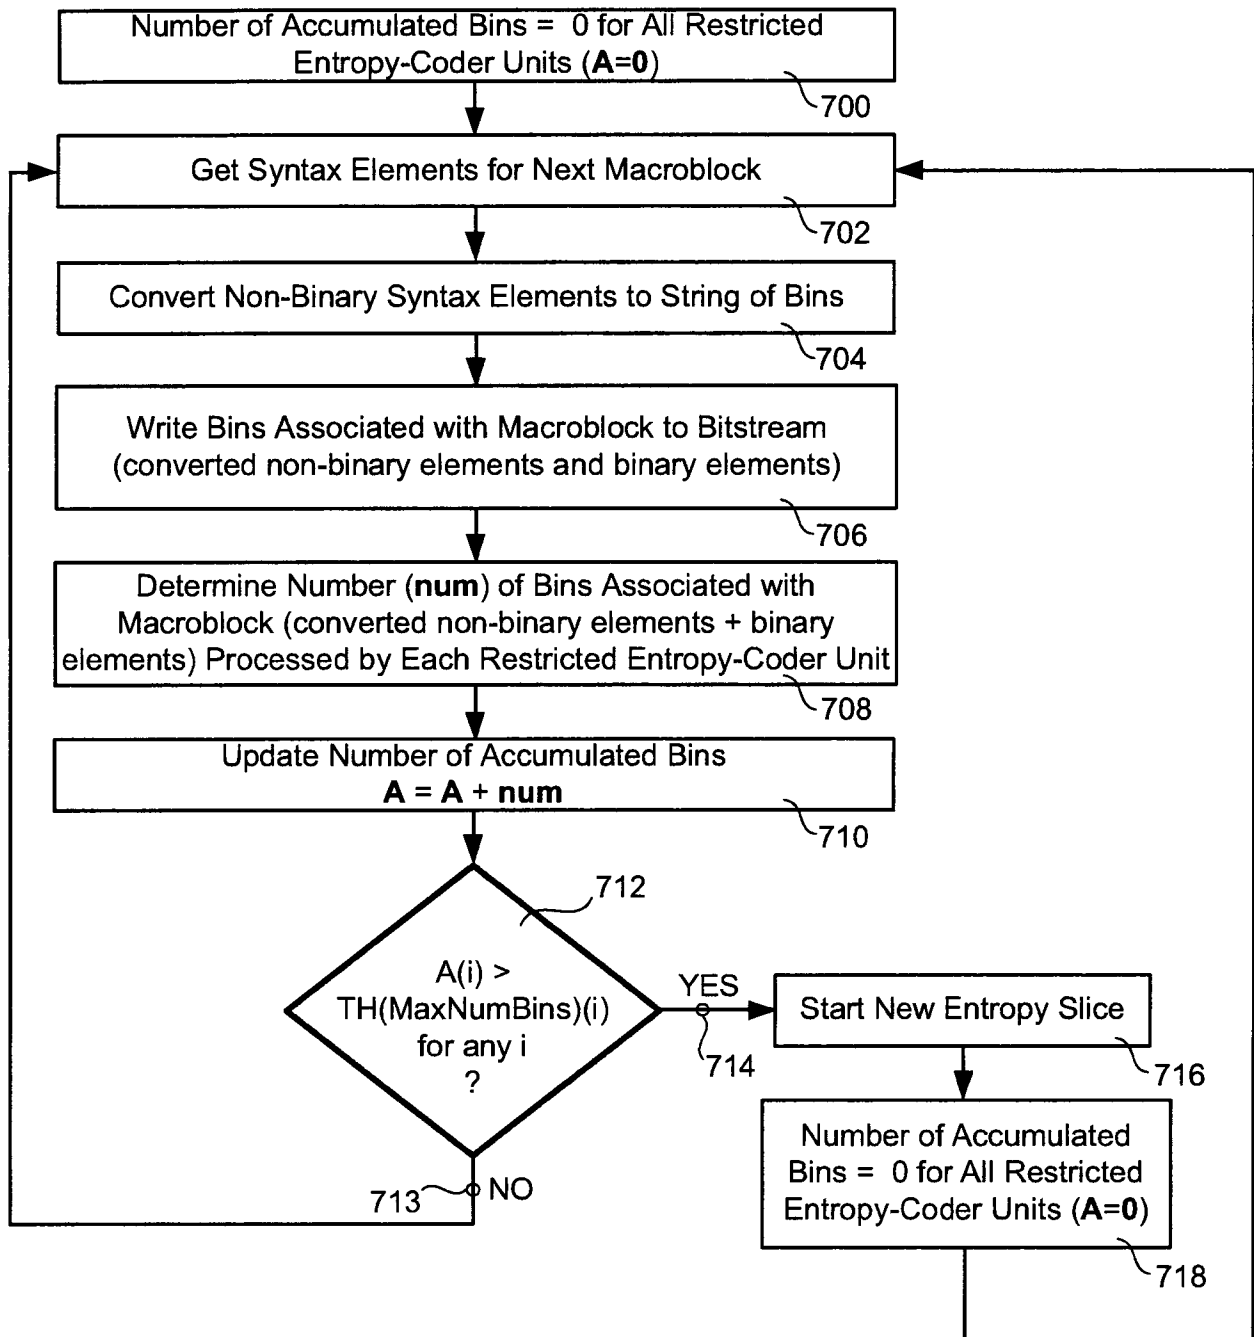 Number of Accumulated Bins = 0 for All Restricted
Entropy-Coder Units (A=0)
700
Get Syntax Elements for Next Macroblock
702
Convert Non-Binary Syntax Elements to String of Bins
704
Write Bins Associated with Macroblock to Bitstream
(converted non-binary elements and binary elements)
706
Determine Number (num) of Bins Associated with
Macroblock (converted non-binary elements + binary
elements) Processed by Each Restricted Entropy-Coder Unit
708
Update Number of Accumulated Bins
A = A + num
710
712
A(i) >
TH(MaxNumBins)(i)
for any i
?
YES
714
713
NO
Start New Entropy Slice
716
Number of Accumulated
Bins = 0 for All Restricted
Entropy-Coder Units (A=0)
718